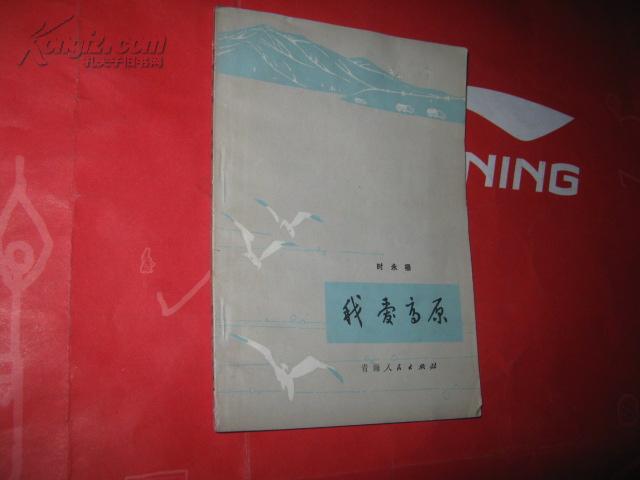 Kongfz.com
孔夫子旧书网
NING
时永福
我爱高原
青海人民出版社